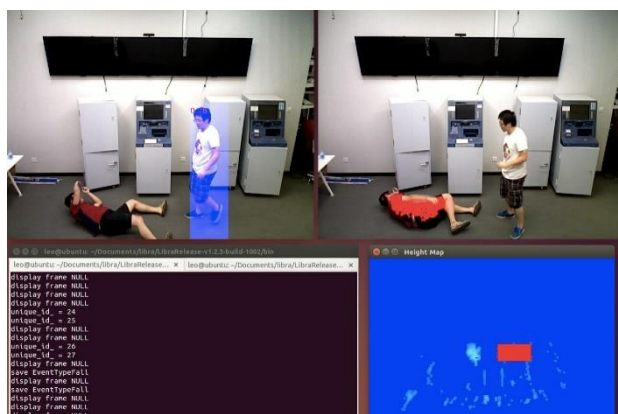 leo@ubuntu: ~/Documents/libra/LibraRelease-v1.2.3-build-1002/bin
leo@ubuntu: ~/Documents/libra/LibraRelease... × leo@ubuntu: ~/Documents/libra/LibraRelease... ×
display frame NULL
display frame NULL
display frame NULL
display frame NULL
unique_id_ = 24
unique_id_ = 25
display frame NULL
display frame NULL
unique_id_ = 26
unique_id_ = 27
display frame NULL
save EventTypeFall
display frame NULL
save EventTypeFall
display frame NULL
display frame NULL
display frame NULL
Height Map